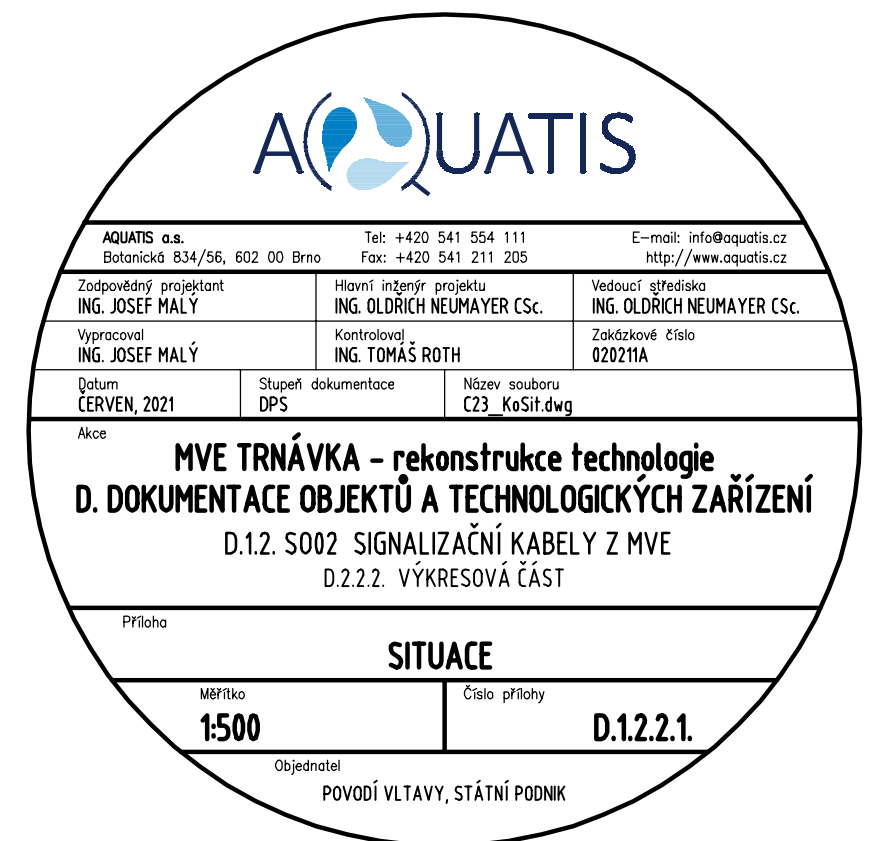 AQUATIS
AQUATIS a.s. Tel: +420 541 554 111 E-mail: info@aquatis.cz
Botanická 834/56, 602 00 Brno Fax: +420 541 211 205 http://www.aquatis.cz
Zodpovědný projektant Hlavní inženýr projektu Vedoucí střediska
ING. JOSEF MALÝ ING. OLDŘICH NEUMAYER CSc. ING. OLDŘICH NEUMAYER CSc.
Vypracoval Kontroloval Zakázkové číslo
ING. JOSEF MALÝ ING. TOMÁŠ ROTH 020211A
Datum Stupeň dokumentace Název souboru
ČERVEN, 2021 DPS C23_KoSit.dwg
Akce
MVE TRNÁVKA - rekonstrukce technologie
D. DOKUMENTACE OBJEKTŮ A TECHNOLOGICKÝCH ZAŘÍZENÍ
D.1.2. SO02 SIGNALIZAČNÍ KABELY Z MVE
D.2.2.2. VÝKRESOVÁ ČÁST
Příloha
SITUACE
Měřítko Číslo přílohy
1:500 D.1.2.2.1.
Objednatel
POVODÍ VLTAVY, STÁTNÍ PODNIK